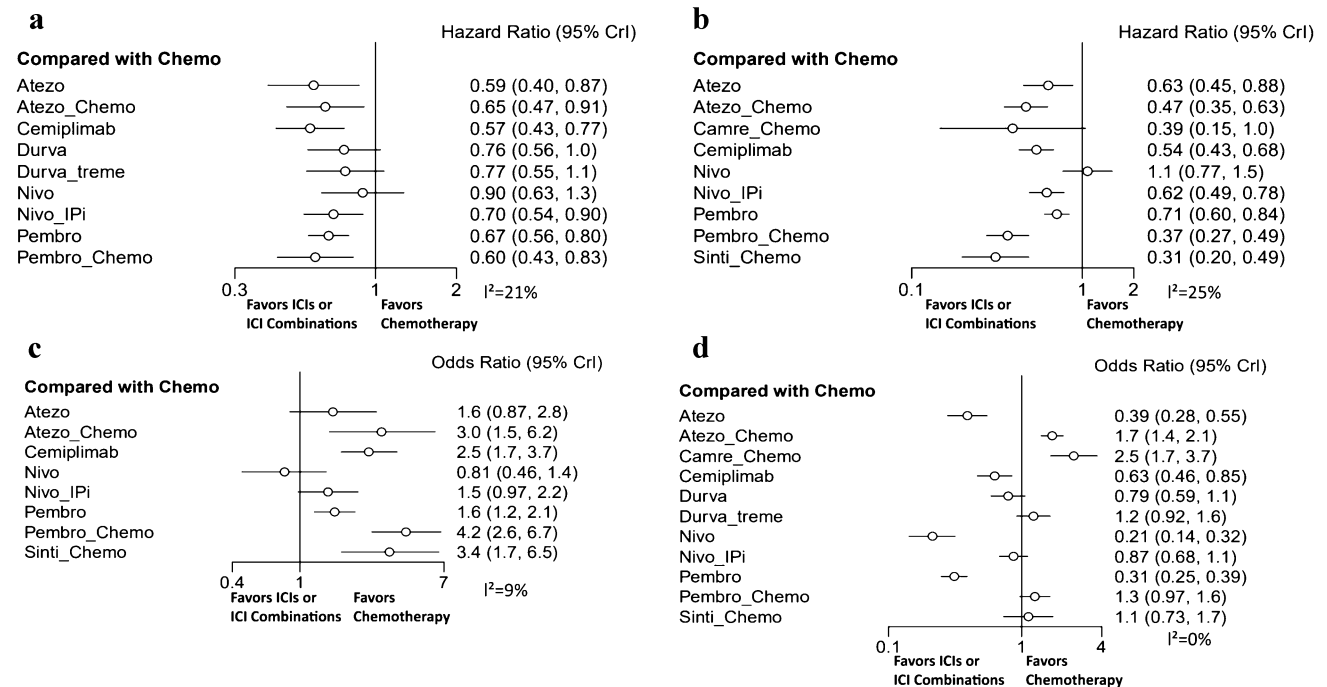 a
Hazard Ratio (95% CrI)
Compared with Chemo
Atezo 0.59 (0.40, 0.87)
Atezo_Chemo 0.65 (0.47, 0.91)
Cemiplimab 0.57 (0.43, 0.77)
Durva 0.76 (0.56, 1.0)
Durva_treme 0.77 (0.55, 1.1)
Nivo 0.90 (0.63, 1.3)
Nivo_IPi 0.70 (0.54, 0.90)
Pembro 0.67 (0.56, 0.80)
Pembro_Chemo 0.60 (0.43, 0.83)
0.3 1 2
I²=21%
Favors ICIs or Favors
ICI Combinations Chemotherapy
b
Hazard Ratio (95% CrI)
Compared with Chemo
Atezo 0.63 (0.45, 0.88)
Atezo_Chemo 0.47 (0.35, 0.63)
Camre_Chemo 0.39 (0.15, 1.0)
Cemiplimab 0.54 (0.43, 0.68)
Nivo 1.1 (0.77, 1.5)
Nivo_IPi 0.62 (0.49, 0.78)
Pembro 0.71 (0.60, 0.84)
Pembro_Chemo 0.37 (0.27, 0.49)
Sinti_Chemo 0.31 (0.20, 0.49)
0.1 1 2
I²=25%
Favors ICIs or Favors
ICI Combinations Chemotherapy
c
Odds Ratio (95% CrI)
Compared with Chemo
Atezo 1.6 (0.87, 2.8)
Atezo_Chemo 3.0 (1.5, 6.2)
Cemiplimab 2.5 (1.7, 3.7)
Nivo 0.81 (0.46, 1.4)
Nivo_IPi 1.5 (0.97, 2.2)
Pembro 1.6 (1.2, 2.1)
Pembro_Chemo 4.2 (2.6, 6.7)
Sinti_Chemo 3.4 (1.7, 6.5)
0.4 1 7
I²=9%
Favors ICIs or Favors
ICI Combinations Chemotherapy
d
Odds Ratio (95% CrI)
Compared with Chemo
Atezo 0.39 (0.28, 0.55)
Atezo_Chemo 1.7 (1.4, 2.1)
Camre_Chemo 2.5 (1.7, 3.7)
Cemiplimab 0.63 (0.46, 0.85)
Durva 0.79 (0.59, 1.1)
Durva_treme 1.2 (0.92, 1.6)
Nivo 0.21 (0.14, 0.32)
Nivo_IPi 0.87 (0.68, 1.1)
Pembro 0.31 (0.25, 0.39)
Pembro_Chemo 1.3 (0.97, 1.6)
Sinti_Chemo 1.1 (0.73, 1.7)
0.1 1 4
I²=0%
Favors ICIs or Favors
ICI Combinations Chemotherapy